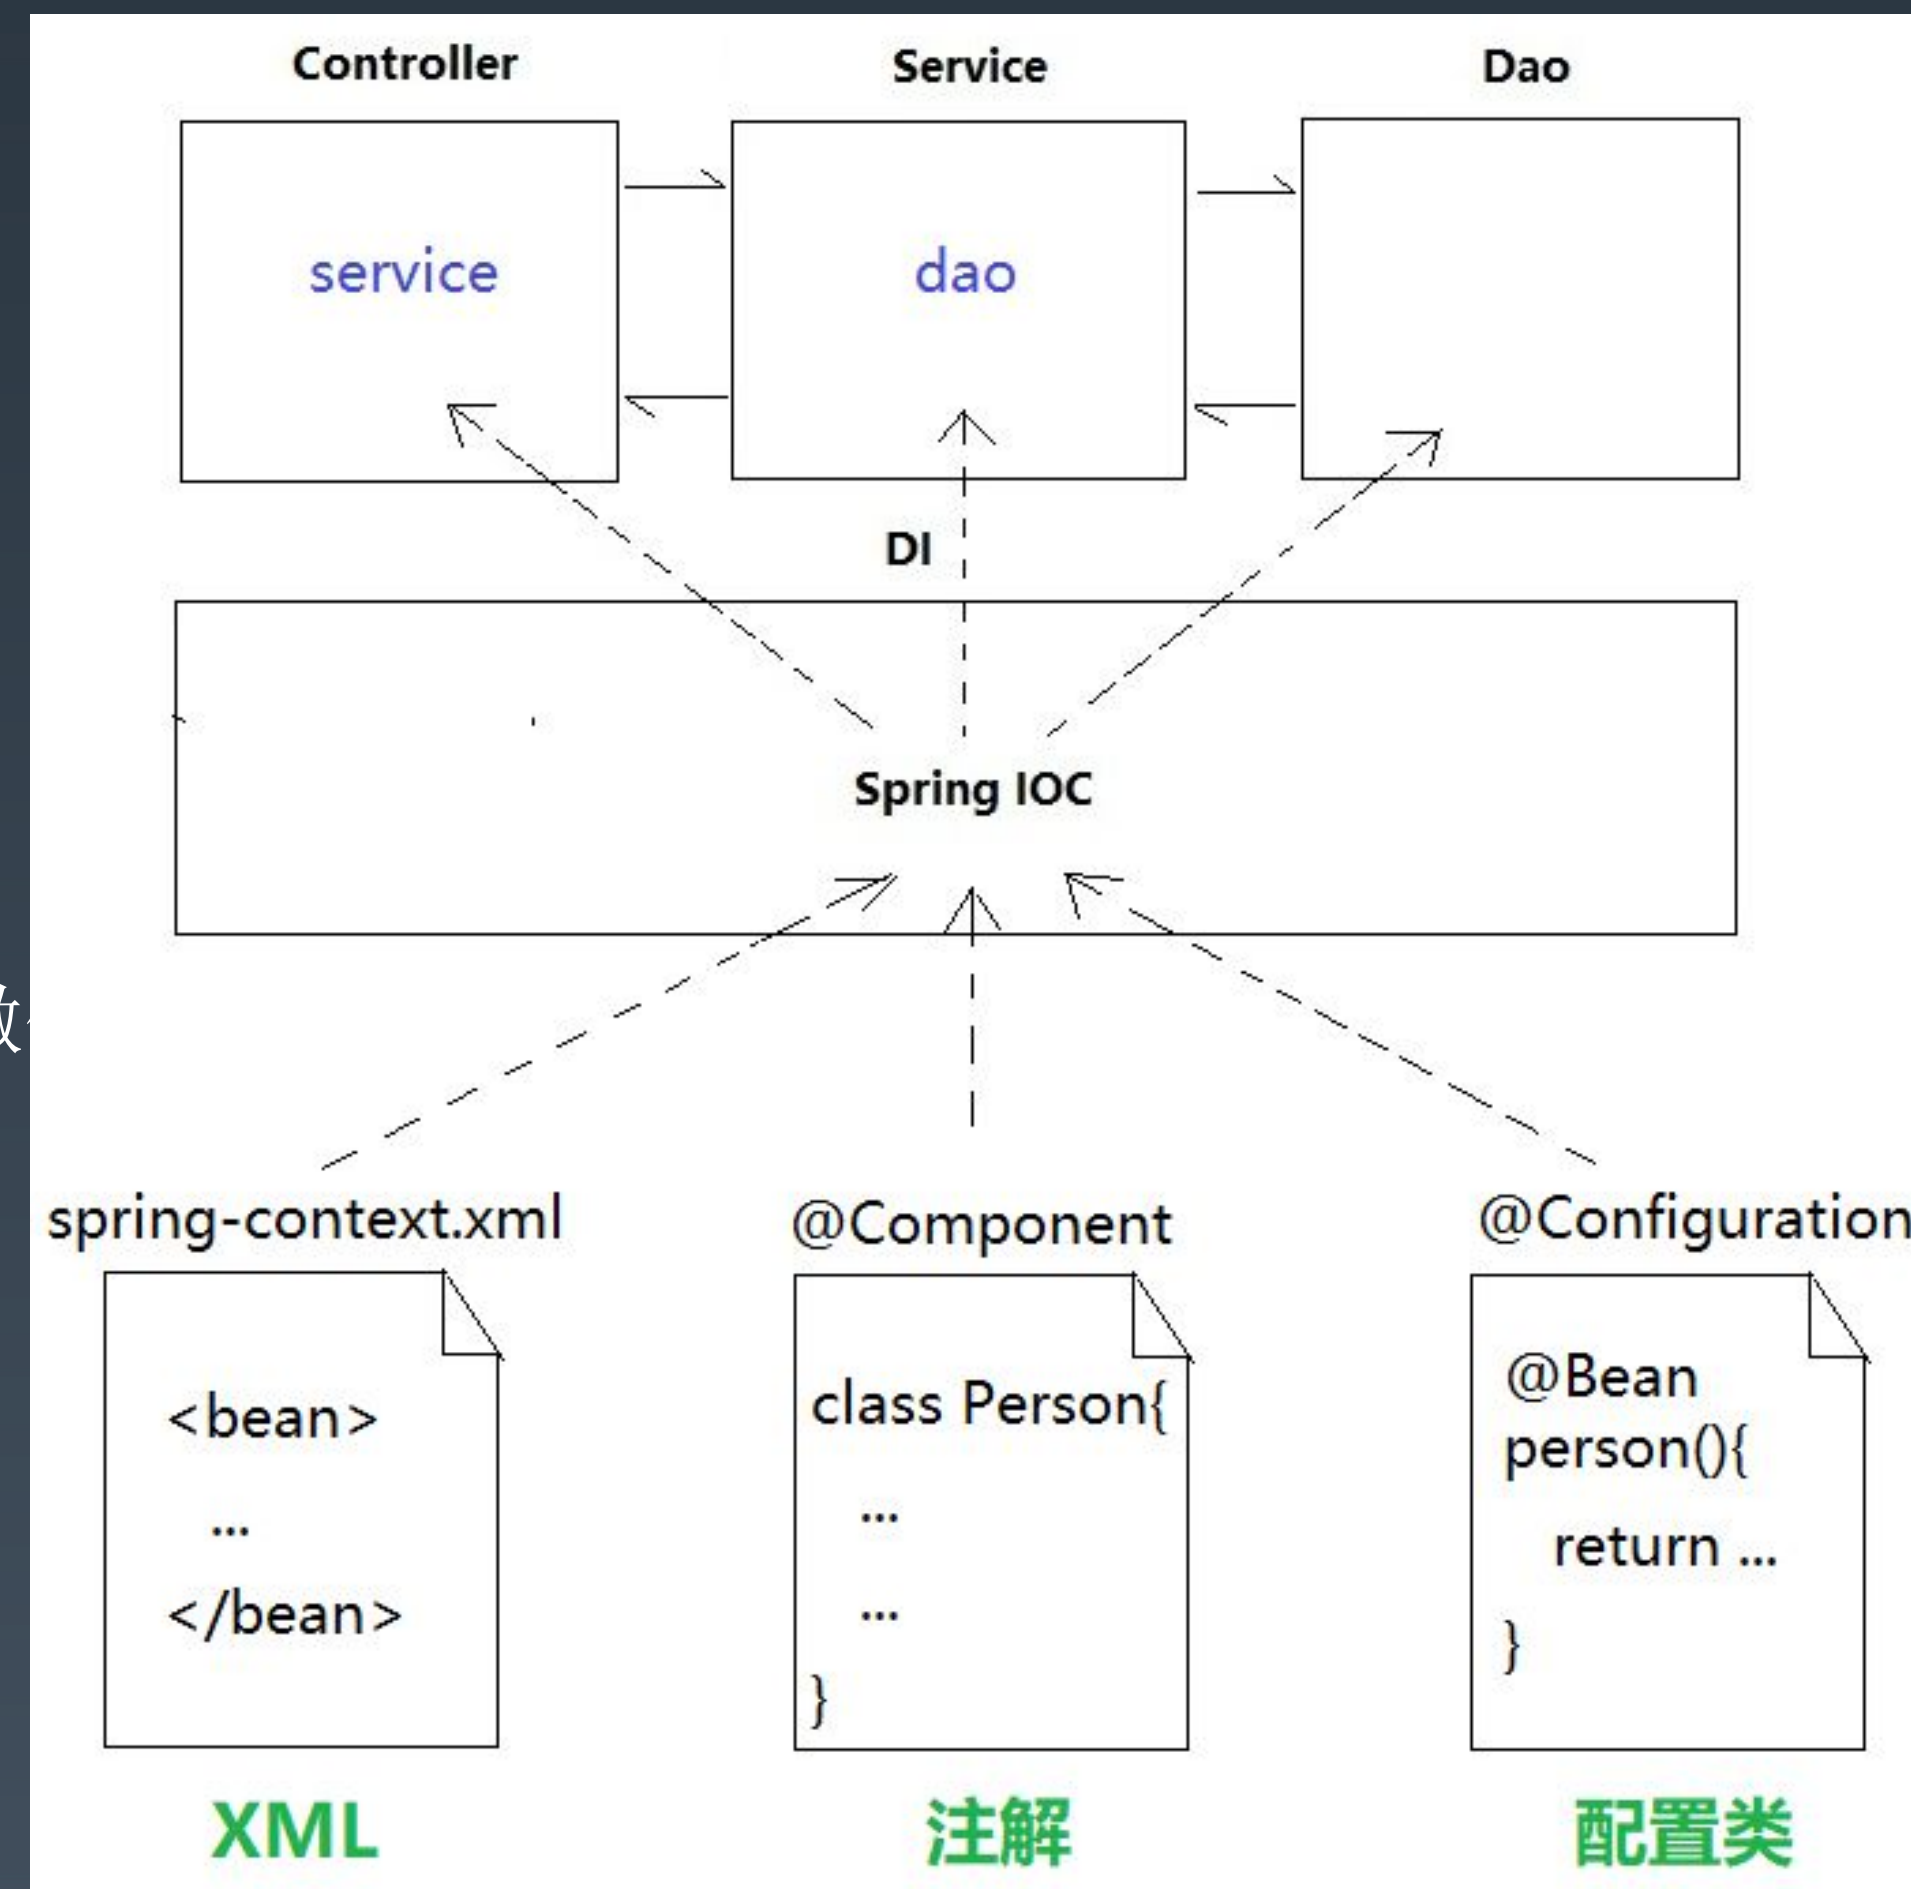 Controller
Service
Dao
service
dao
DI
Spring IOC
spring-context.xml
@Component
@Configuration
<bean>
...
</bean>
class Person{
...
...
}
@Bean
person(){
return ...
}
XML
注解
配置类